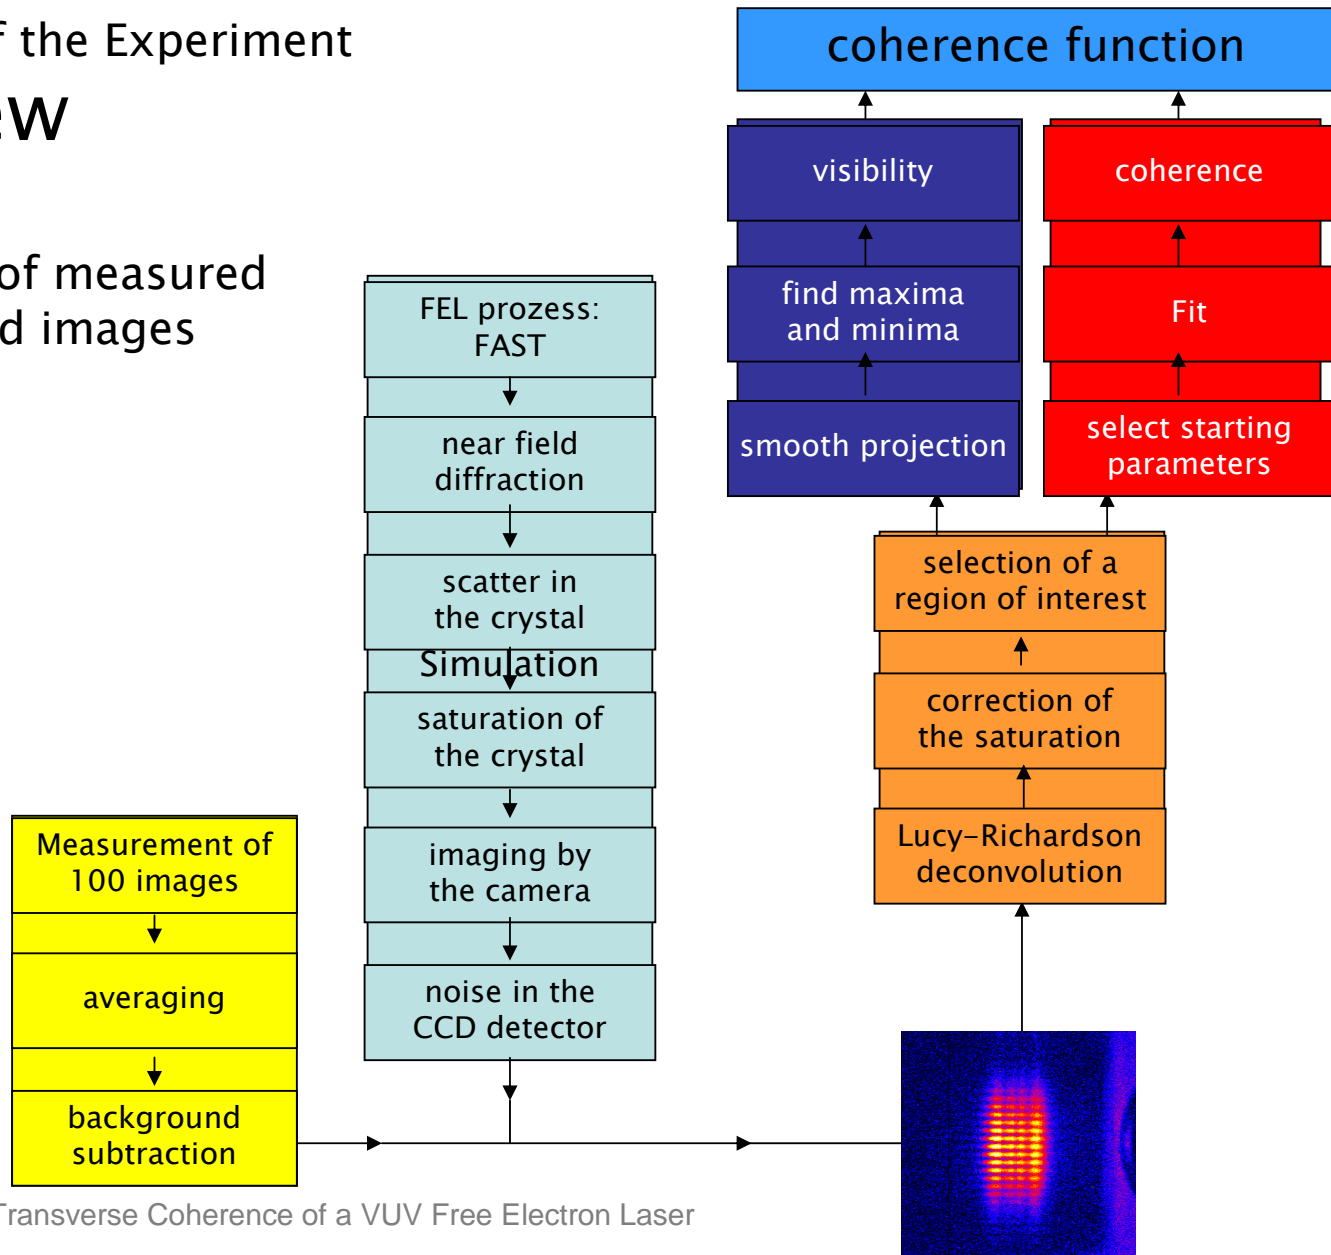 f the Experiment
ew
of measured
d images
coherence function
visibility
find maxima
and minima
smooth projection
coherence
Fit
select starting
parameters
FEL prozess:
FAST
near field
diffraction
scatter in
the crystal
Simulation
saturation of
the crystal
imaging by
the camera
noise in the
CCD detector
selection of a
region of interest
correction of
the saturation
Lucy-Richardson
deconvolution
Measurement of
100 images
averaging
background
subtraction
Transverse Coherence of a VUV Free Electron Laser